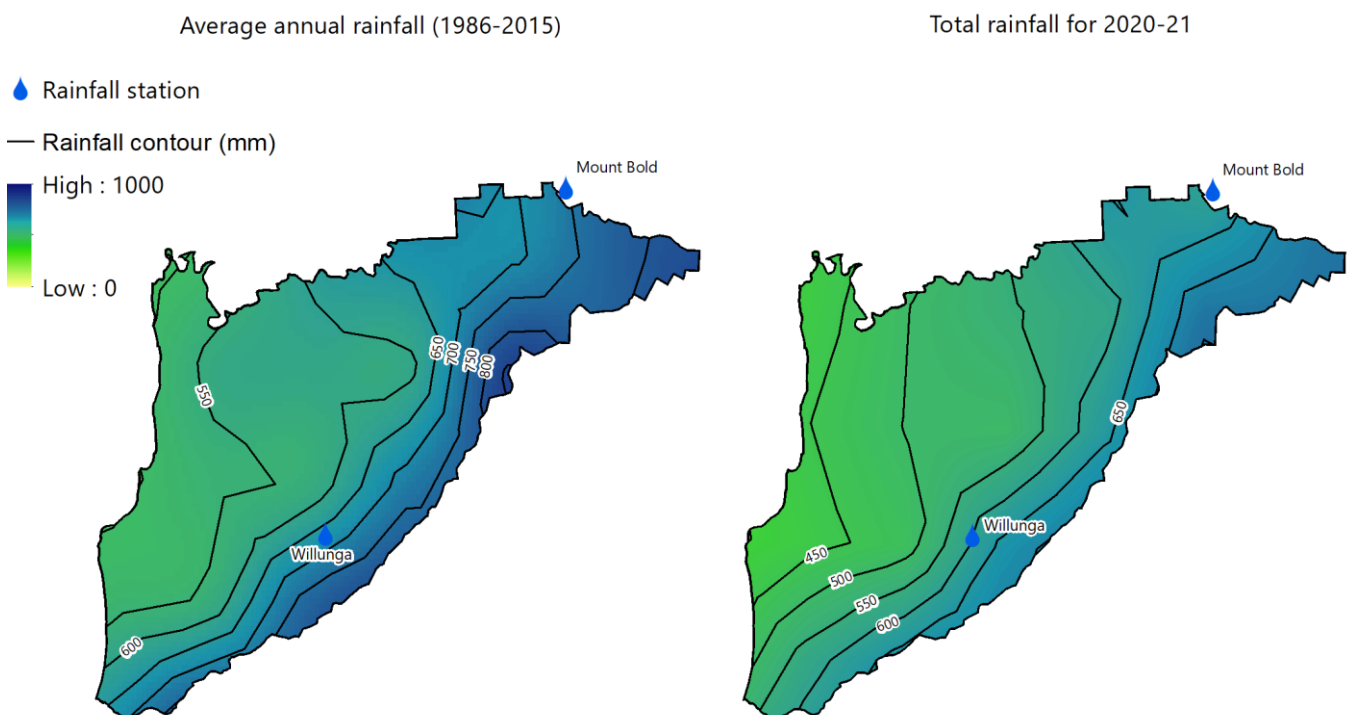 Average annual rainfall (1986-2015)
Total rainfall for 2020-21
Rainfall station
Rainfall contour (mm)
High : 1000
Low : 0
Mount Bold
550
650
700
750
800
Willunga
600
Mount Bold
650
Willunga
450
500
550
600